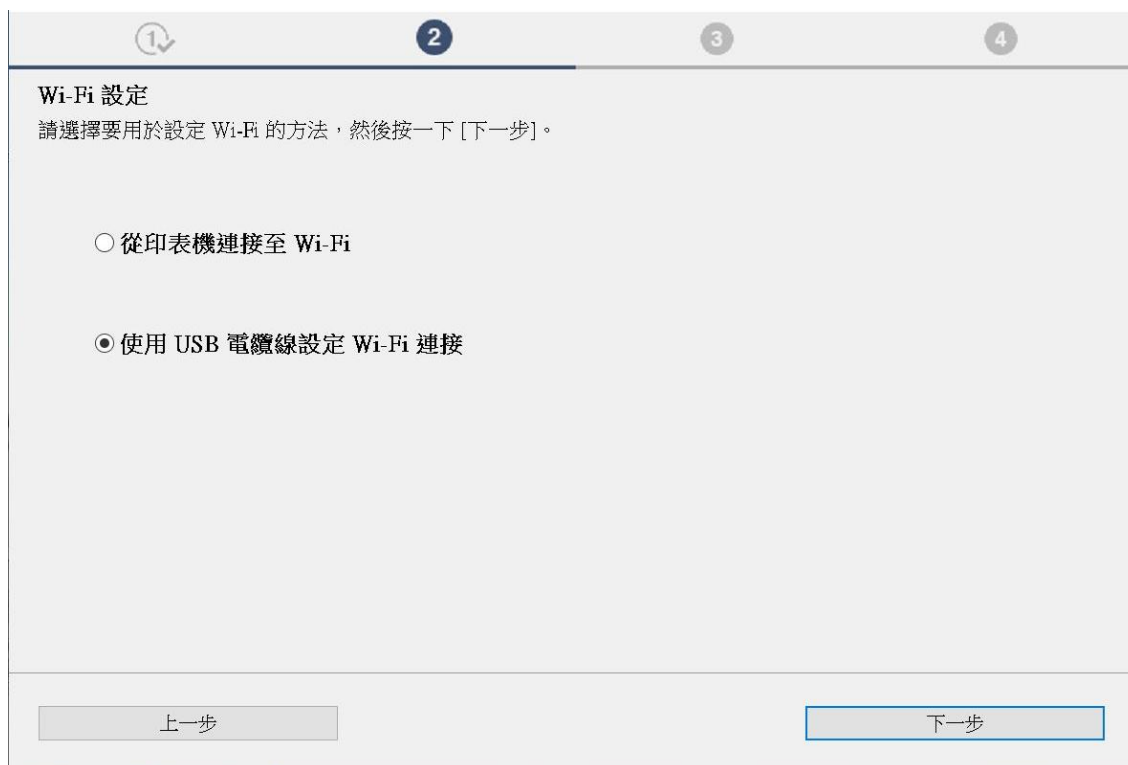 1 2 3 4
Wi-Fi 設定
請選擇要用於設定 Wi-Fi 的方法，然後按一下 [下一步]。
從印表機連接至 Wi-Fi
使用 USB 電纜線設定 Wi-Fi 連接
上一步 下一步